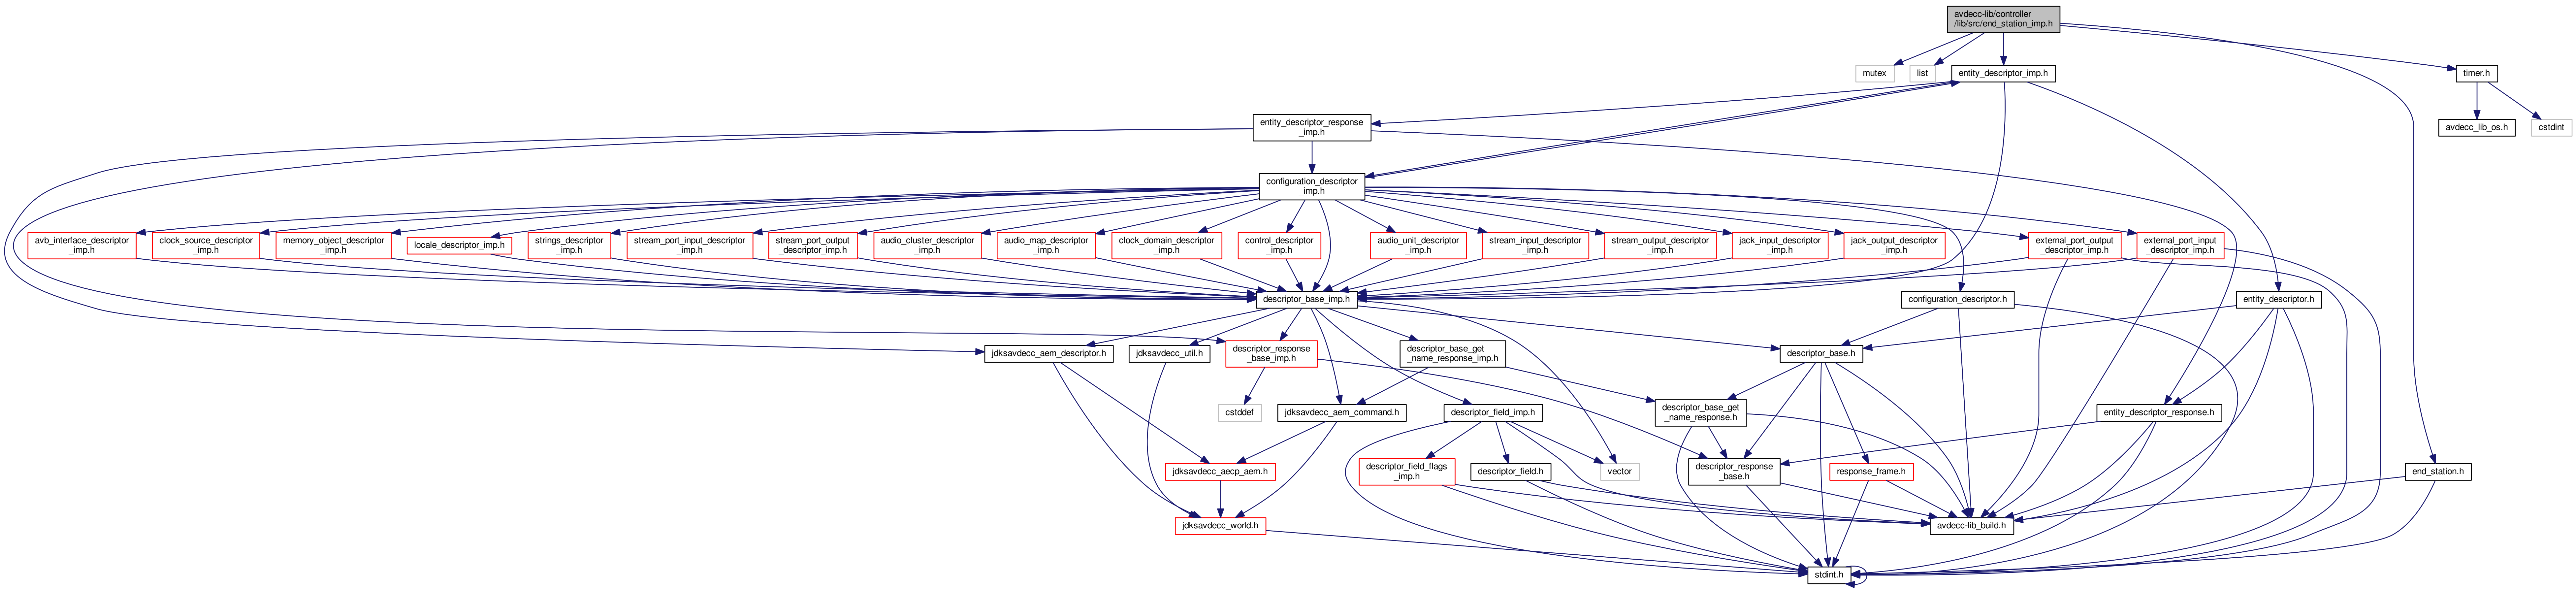 avdecc-lib/controller
/lib/src/end_station_imp.h
mutex
list
entity_descriptor_imp.h
timer.h
entity_descriptor_response
_imp.h
avdecc_lib_os.h
cstdint
configuration_descriptor
_imp.h
avb_interface_descriptor
_imp.h
clock_source_descriptor
_imp.h
memory_object_descriptor
_imp.h
locale_descriptor_imp.h
strings_descriptor
_imp.h
stream_port_input_descriptor
_imp.h
stream_port_output
_descriptor_imp.h
audio_cluster_descriptor
_imp.h
audio_map_descriptor
_imp.h
clock_domain_descriptor
_imp.h
control_descriptor
_imp.h
audio_unit_descriptor
_imp.h
stream_input_descriptor
_imp.h
stream_output_descriptor
_imp.h
jack_input_descriptor
_imp.h
jack_output_descriptor
_imp.h
external_port_output
_descriptor_imp.h
external_port_input
_descriptor_imp.h
descriptor_base_imp.h
configuration_descriptor.h
entity_descriptor.h
jdksavdecc_aem_descriptor.h
jdksavdecc_util.h
descriptor_response
_base_imp.h
descriptor_base_get
_name_response_imp.h
descriptor_base.h
cstddef
jdksavdecc_aem_command.h
descriptor_field_imp.h
descriptor_base_get
_name_response.h
entity_descriptor_response.h
jdksavdecc_aecp_aem.h
descriptor_field_flags
_imp.h
descriptor_field.h
vector
descriptor_response
_base.h
response_frame.h
end_station.h
jdksavdecc_world.h
avdecc-lib_build.h
stdint.h